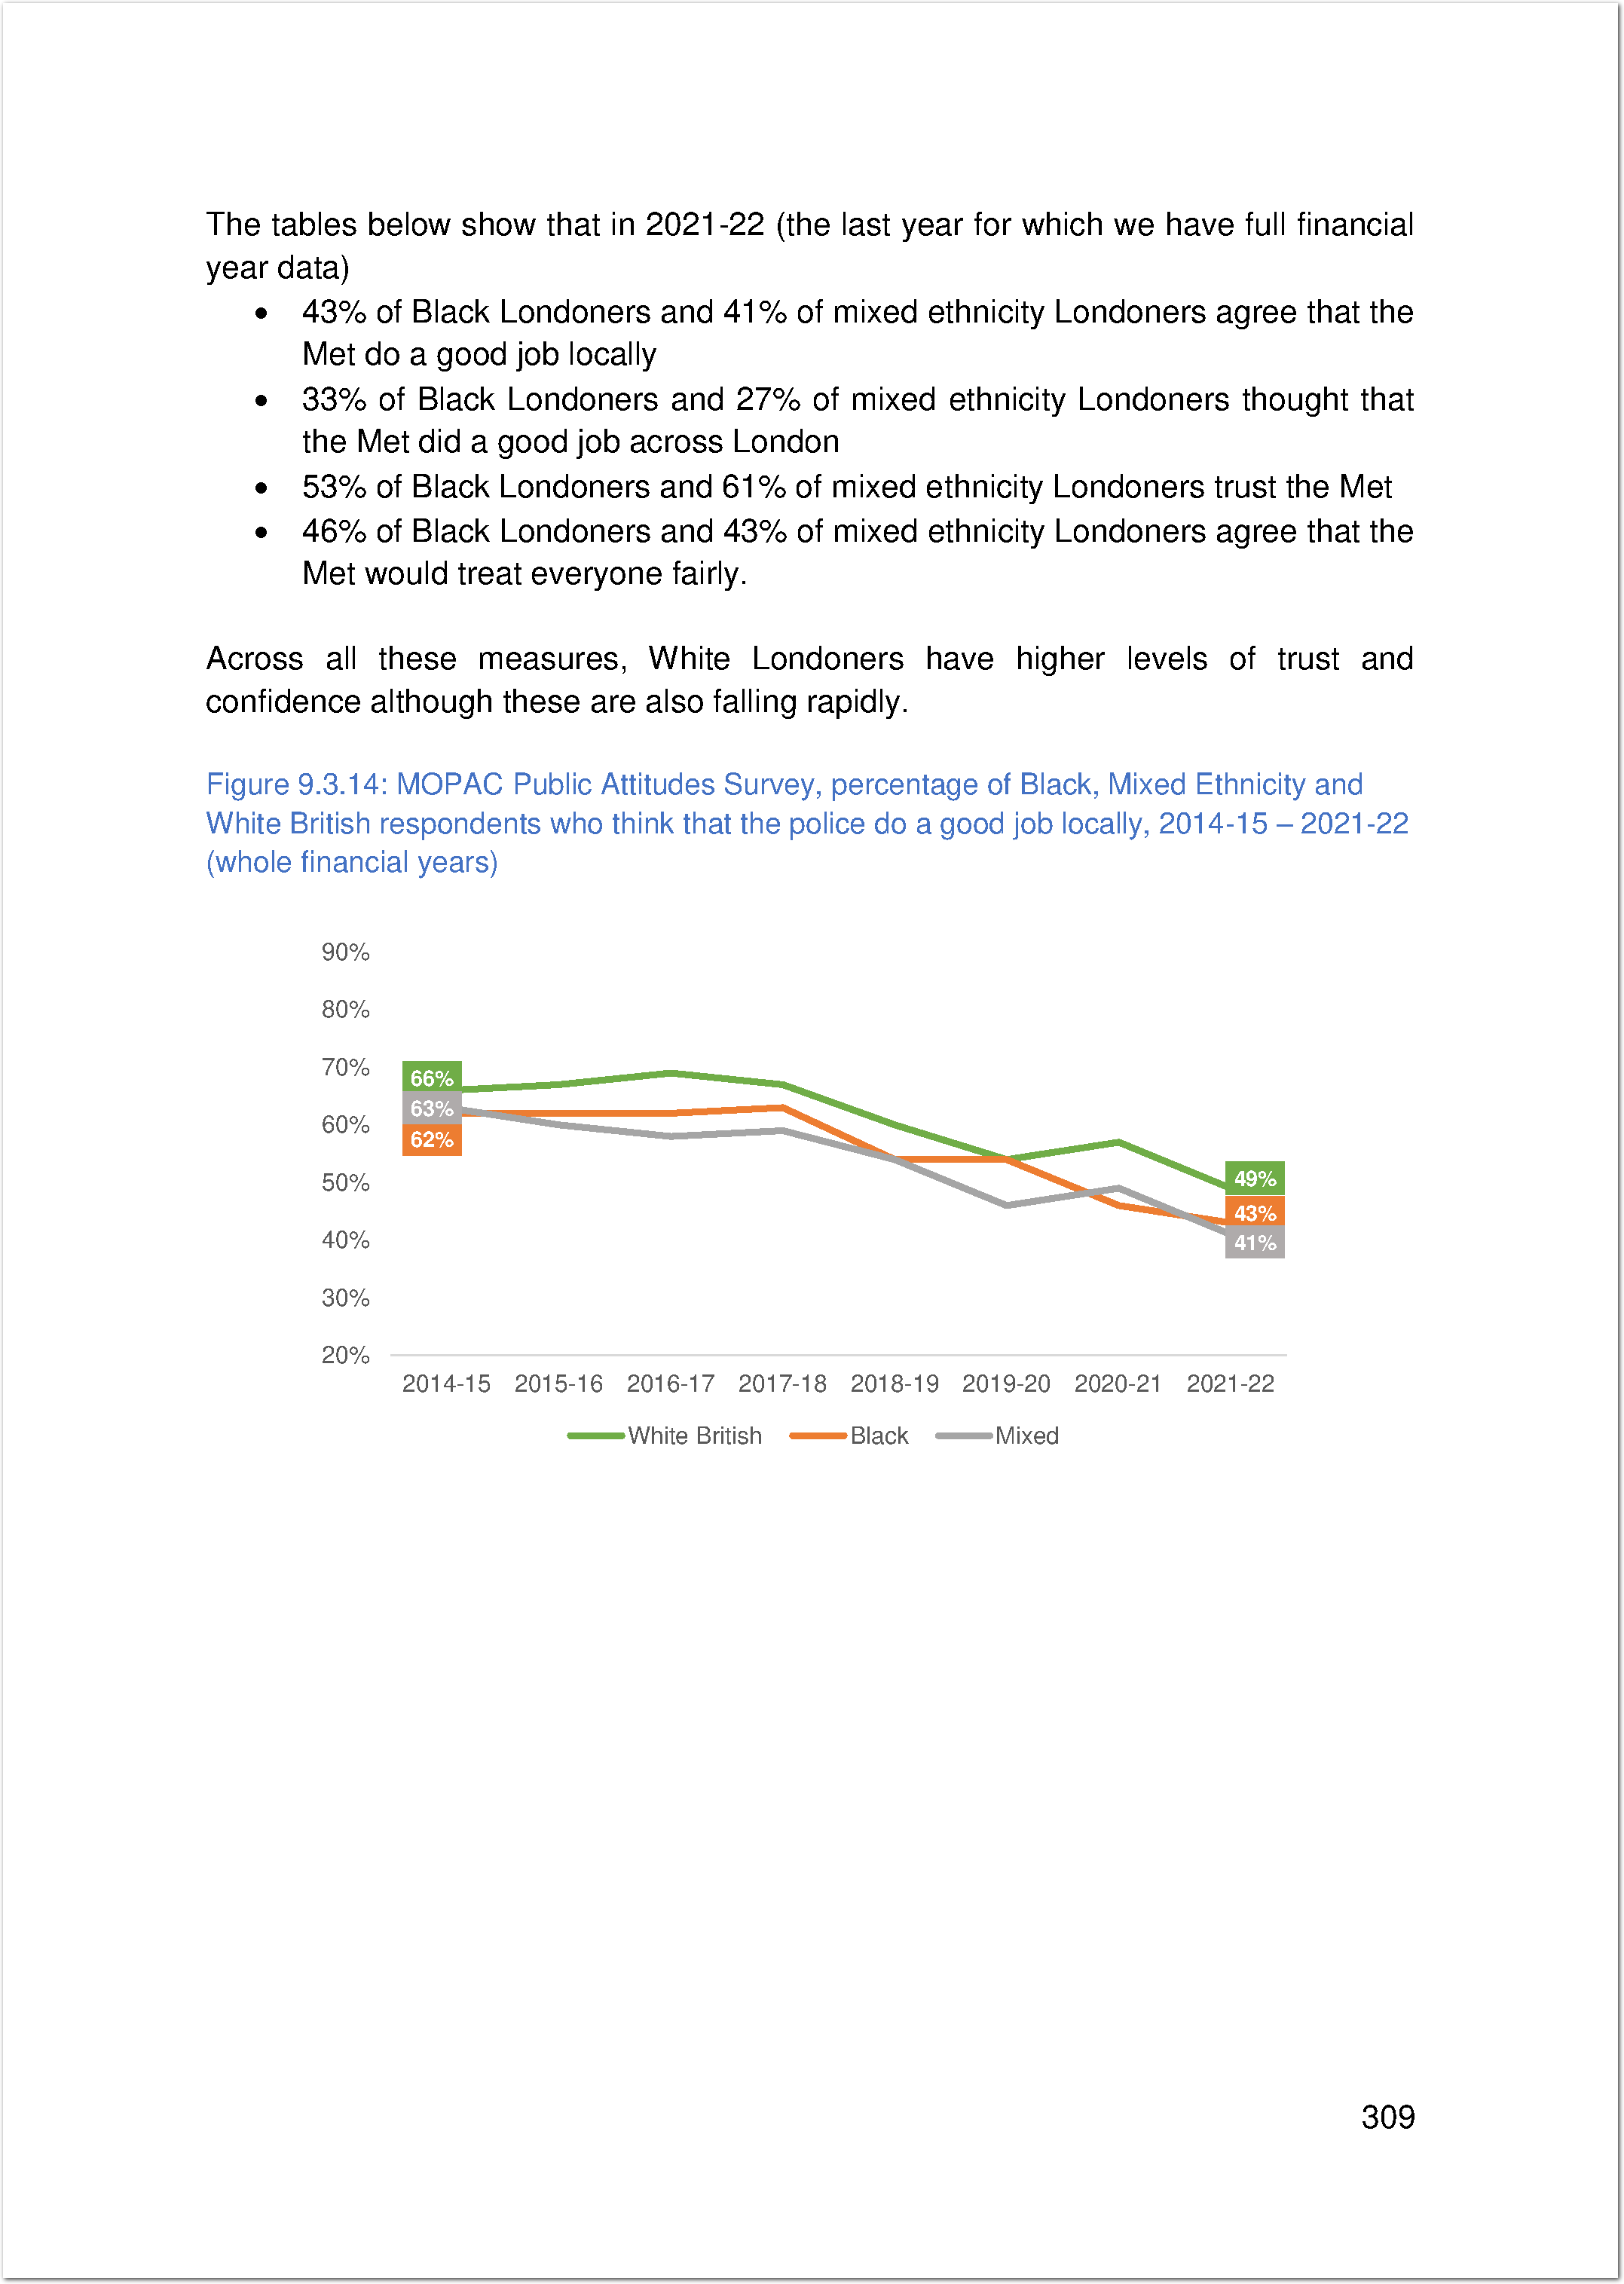 The tables below show that in 2021-22 (the last year for which we have full financial
year data)
• 43% of Black Londoners and 41% of mixed ethnicity Londoners agree that the
Met do a good job locally
• 33% of Black Londoners and 27% of mixed ethnicity Londoners thought that
the Met did a good job across London
• 53% of Black Londoners and 61% of mixed ethnicity Londoners trust the Met
• 46% of Black Londoners and 43% of mixed ethnicity Londoners agree that the
Met would treat everyone fairly.
Across all these measures, White Londoners have higher levels of trust and
confidence although these are also falling rapidly.
Figure 9.3.14: MOPAC Public Attitudes Survey, percentage of Black, Mixed Ethnicity and
White British respondents who think that the police do a good job locally, 2014-15 – 2021-22
(whole financial years)
90%
80%
70%
66%
63%
60%
62%
50%
49%
43%
40%
41%
30%
20%
2014-15 2015-16 2016-17 2017-18 2018-19 2019-20 2020-21 2021-22
White British Black Mixed
309